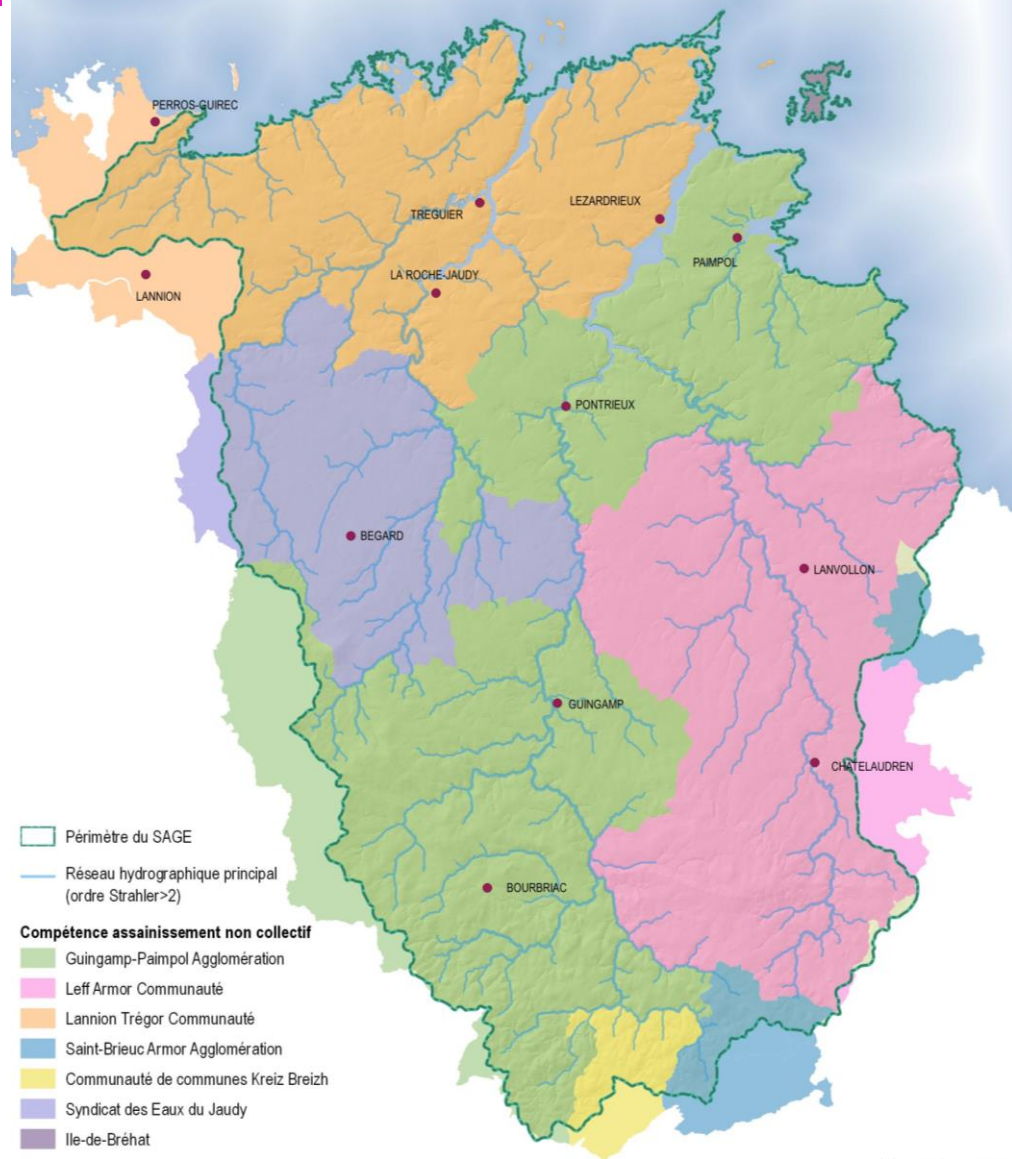 PERROS-GUIREC
TREGUIER
LEZARDRIEUX
PAIMPOL
LA ROCHE-JAUDY
LANNION
PONTRIEUX
BEGARD
LANVOLLON
GUINGAMP
CHATELAUDREN
BOURBRIAC
Périmètre du SAGE
Réseau hydrographique principal
(ordre Strahler>2)
Compétence assainissement non collectif
Guingamp-Paimpol Agglomération
Leff Armor Communauté
Lannion Trégor Communauté
Saint-Brieuc Armor Agglomération
Communauté de communes Kreiz Breizh
Syndicat des Eaux du Jaudy
Ile-de-Bréhat